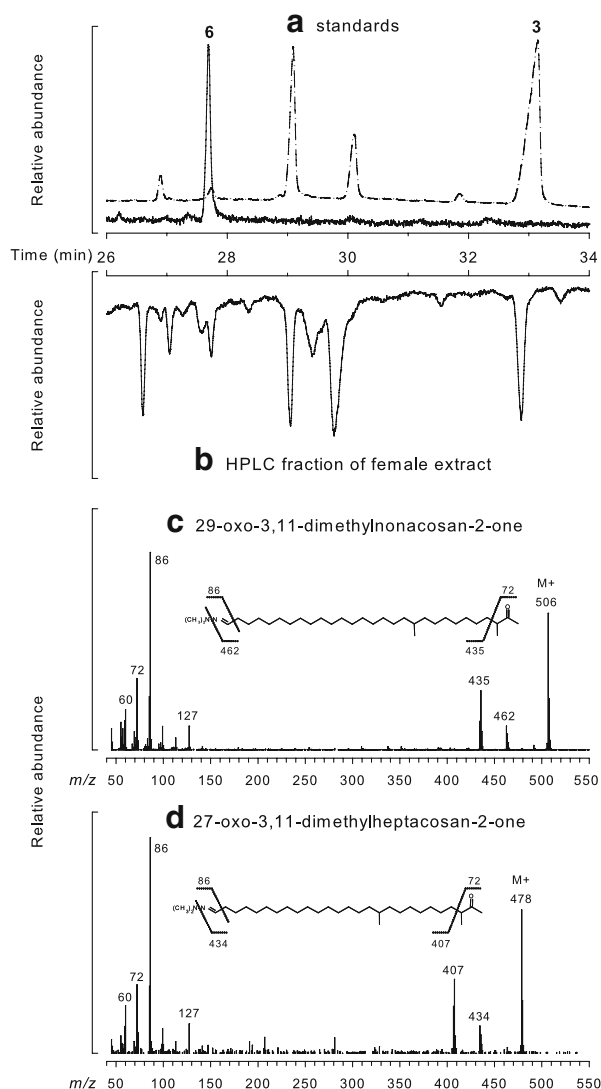 a standards
6
3
Relative abundance
Time (min)
26 28 30 32 34
Relative abundance
b HPLC fraction of female extract
c 29-oxo-3,11-dimethylnonacosan-2-one
86
86
72
M+
506
(CH₃)₂N-N
O
462
435
72
60
127
435
462
m/z
50 100 150 200 250 300 350 400 450 500 550
Relative abundance
d 27-oxo-3,11-dimethylheptacosan-2-one
86
86
72
M+
478
(CH₃)₂N-N
O
434
407
72
60
127
407
434
m/z
50 100 150 200 250 300 350 400 450 500 550